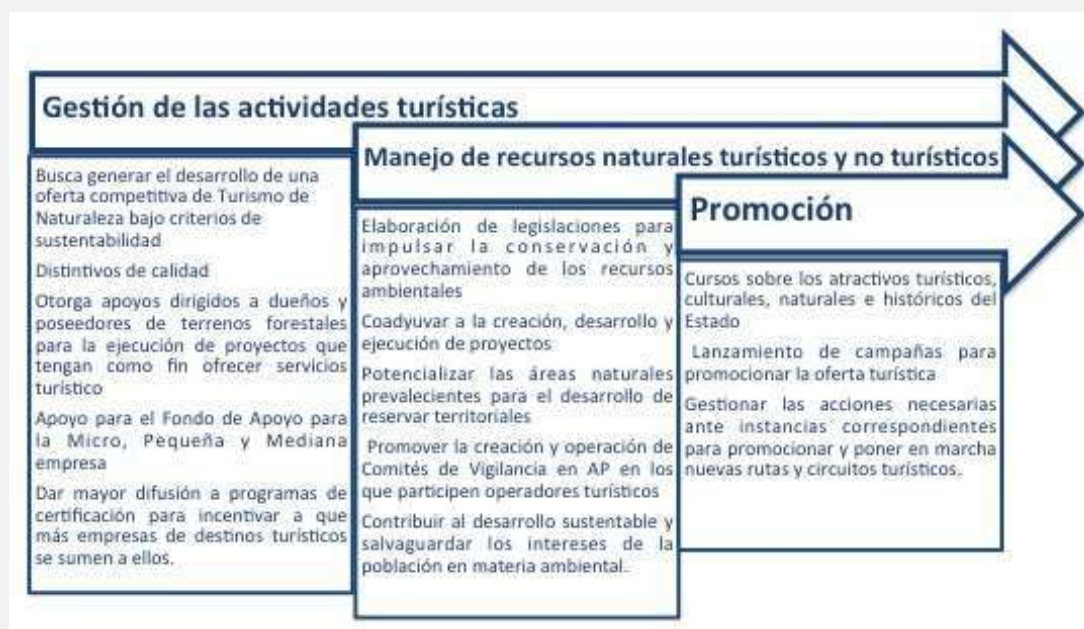 Gestión de las actividades turísticas
Busca generar el desarrollo de una
oferta competitiva de Turismo de
Naturaleza bajo criterios de
sustentabilidad
Distintivos de calidad
Otorga apoyos dirigidos a dueños y
poseedores de terrenos forestales
para la ejecución de proyectos que
tengan como fin ofrecer servicios
turístico
Apoyo para el Fondo de Apoyo para
la Micro, Pequeña y Mediana
empresa
Dar mayor difusión a programas de
certificación para incentivar a que
más empresas de destinos turísticos
se sumen a ellos.
Manejo de recursos naturales turísticos y no turísticos
Elaboración de legislaciones para
impulsar la conservación y
aprovechamiento de los recursos
ambientales
Coadyuvar a la creación, desarrollo y
ejecución de proyectos
Potencializar las áreas naturales
prevalecientes para el desarrollo de
reservar territoriales
Promover la creación y operación de
Comités de Vigilancia en AP en los
que participen operadores turísticos
Contribuir al desarrollo sustentable y
salvaguardar los intereses de la
población en materia ambiental.
Promoción
Cursos sobre los atractivos turísticos,
culturales, naturales e históricos del
Estado
Lanzamiento de campañas para
promocionar la oferta turística
Gestionar las acciones necesarias
ante instancias correspondientes
para promocionar y poner en marcha
nuevas rutas y circuitos turísticos.